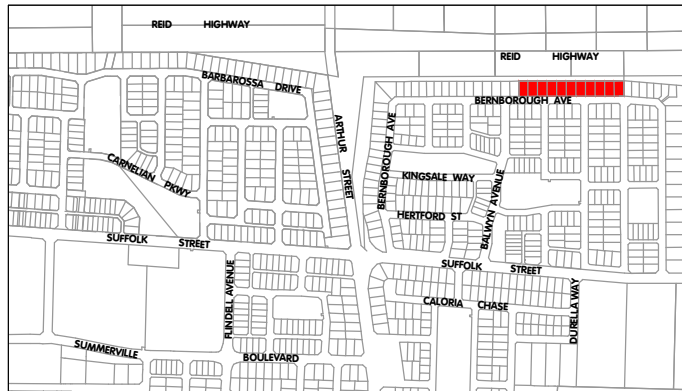 REID HIGHWAY
REID HIGHWAY
BARBAROSSA DRIVE
BERNBOROUGH AVE
ARTHUR STREET
BERNBOROUGH AVE
CARNELIAN PKWY
KINGSALE WAY
HERTFORD ST
BALWYN AVENUE
SUFFOLK STREET
SUFFOLK STREET
FLINDELL AVENUE
CALORIA CHASE
DURELLA WAY
SUMMERVILLE BOULEVARD